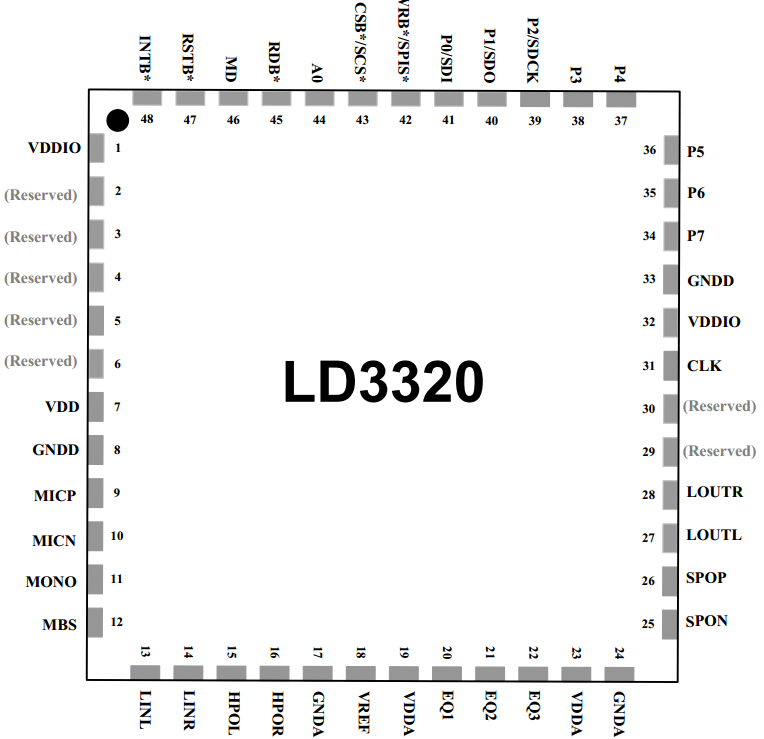 INTB*
RSTB*
MD
RDB*
A0
CSB*/SCS*
WRB*/SPIS*
P0/SDI
P1/SDO
P2/SDCK
P3
P4
48
47
46
45
44
43
42
41
40
39
38
37
VDDIO 1
(Reserved) 2
(Reserved) 3
(Reserved) 4
(Reserved) 5
(Reserved) 6
VDD 7
GNDD 8
MICP 9
MICN 10
MONO 11
MBS 12
LD3320
36 P5
35 P6
34 P7
33 GNDD
32 VDDIO
31 CLK
30 (Reserved)
29 (Reserved)
28 LOUTR
27 LOUTL
26 SPOP
25 SPON
13
14
15
16
17
18
19
20
21
22
23
24
LINL
LINR
HPOL
HPOR
GNDA
VREF
VDDA
EQ1
EQ2
EQ3
VDDA
GNDA